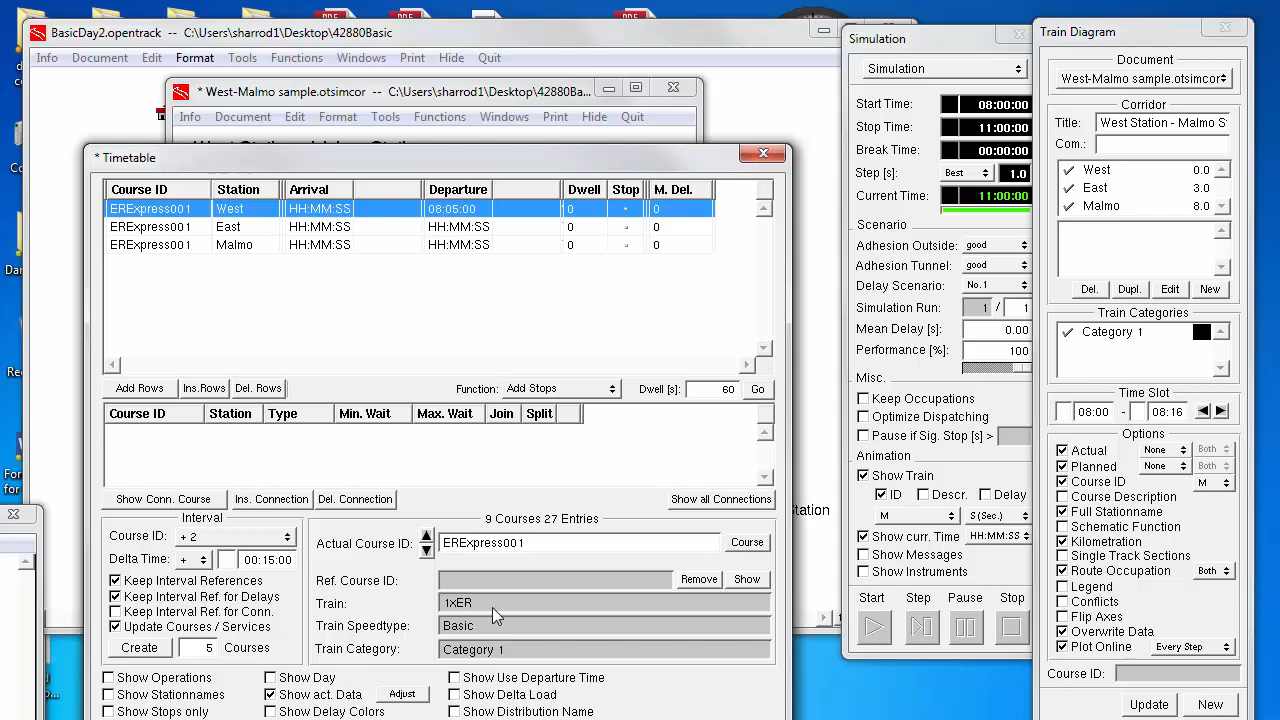 BasicDay2.opentrack -- C:\Users\sharrod1\Desktop\42880Basic
Info Document Edit Format Tools Functions Windows Print Hide Quit
* West-Malmo sample.otsimcor -- C:\Users\sharrod1\Desktop\42880Ba...
Info Document Edit Format Tools Functions Windows Print Hide Quit
* Timetable
Course ID Station Arrival Departure Dwell Stop M. Del.
ERExpress001 West HH:MM:SS 08:05:00 0 0
ERExpress001 East HH:MM:SS HH:MM:SS 0 0
ERExpress001 Malmo HH:MM:SS HH:MM:SS 0 0
Add Rows Ins.Rows Del. Rows Function: Add Stops Dwell [s]: 60 Go
Course ID Station Type Min. Wait Max. Wait Join Split
Show Conn. Course Ins. Connection Del. Connection Show all Connections
Interval
Course ID: + 2
Delta Time: + 00:15:00
Keep Interval References
Keep Interval Ref. for Delays
Keep Interval Ref. for Conn.
Update Courses / Services
Create 5 Courses
9 Courses 27 Entries
Actual Course ID: ERExpress001 Course
Ref. Course ID: Remove Show
Train: 1xER
Train Speedtype: Basic
Train Category: Category 1
Show Operations Show Day Show Use Departure Time
Show Stationnames Show act. Data Adjust Show Delta Load
Show Stops only Show Delay Colors Show Distribution Name
Station
Simulation
Simulation
Start Time: 08:00:00
Stop Time: 11:00:00
Break Time: 00:00:00
Step [s]: Best 1.0
Current Time: 11:00:00
Scenario
Adhesion Outside: good
Adhesion Tunnel: good
Delay Scenario: No.1
Simulation Run: 1 / 1
Mean Delay [s]: 0.00
Performance [%]: 100
Misc.
Keep Occupations
Optimize Dispatching
Pause if Sig. Stop [s] >
Animation
Show Train
ID Descr. Delay
M S (Sec.)
Show curr. Time HH:MM:SS
Show Messages
Show Instruments
Start Step Pause Stop
Train Diagram
Document
West-Malmo sample.otsimcor
Corridor
Title: West Station - Malmo S
Com.:
West 0.0
East 3.0
Malmo 8.0
Del. Dupl. Edit New
Train Categories
Category 1
Time Slot
08:00 - 08:16
Options
Actual None Both
Planned None Both
Course ID M
Course Description
Full Stationname
Schematic Function
Kilometration
Single Track Sections
Route Occupation Both
Legend
Conflicts
Flip Axes
Overwrite Data
Plot Online Every Step
Course ID:
Update New